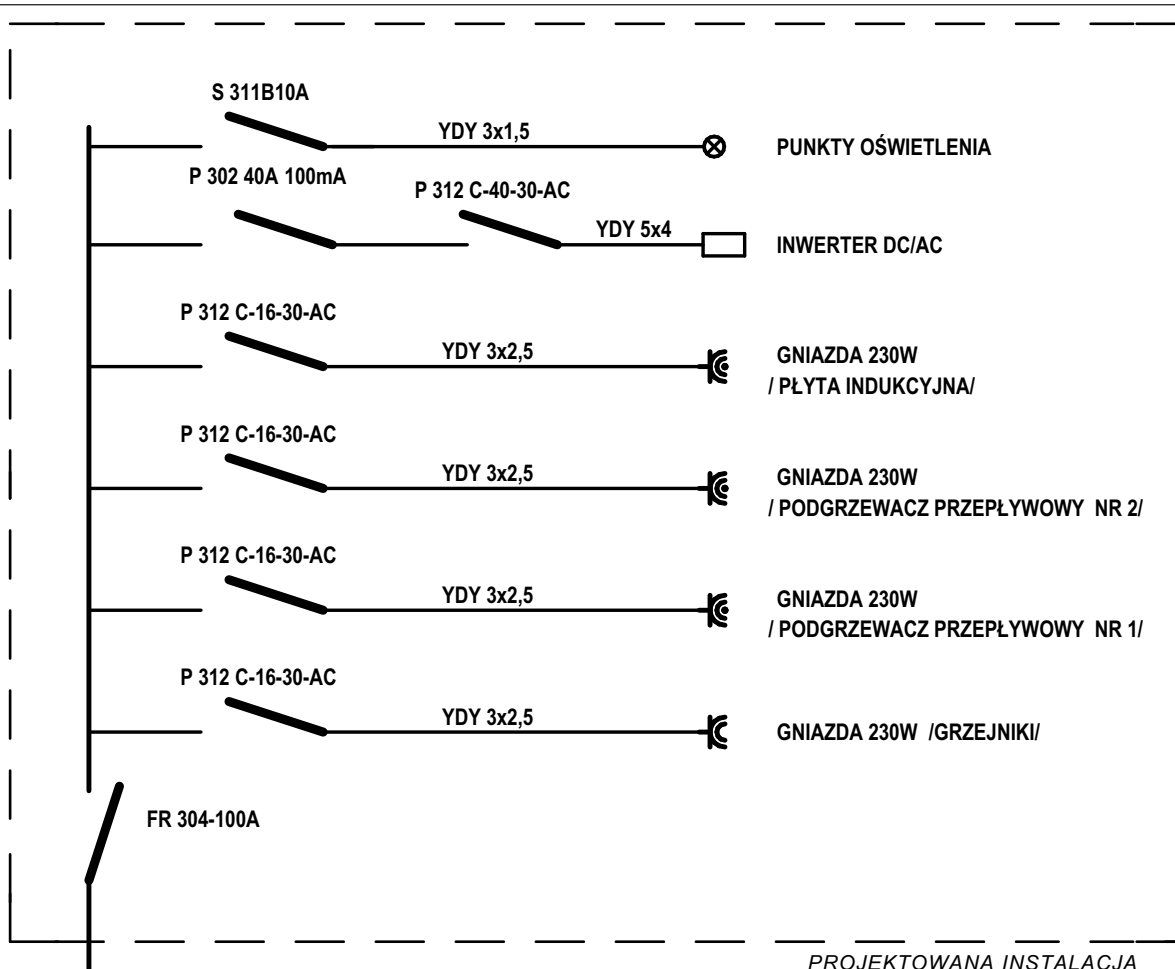 S 311B10A
YDY 3x1,5
PUNKTY OŚWIETLENIA
P 302 40A 100mA
P 312 C-40-30-AC
YDY 5x4
INWERTER DC/AC
P 312 C-16-30-AC
YDY 3x2,5
GNIAZDA 230W
/ PŁYTA INDUKCYJNA/
P 312 C-16-30-AC
YDY 3x2,5
GNIAZDA 230W
/ PODGRZEWACZ PRZEPŁYWOWY NR 2/
P 312 C-16-30-AC
YDY 3x2,5
GNIAZDA 230W
/ PODGRZEWACZ PRZEPŁYWOWY NR 1/
P 312 C-16-30-AC
YDY 3x2,5
GNIAZDA 230W /GRZEJNIKI/
FR 304-100A
PROJEKTOWANA INSTALACJA